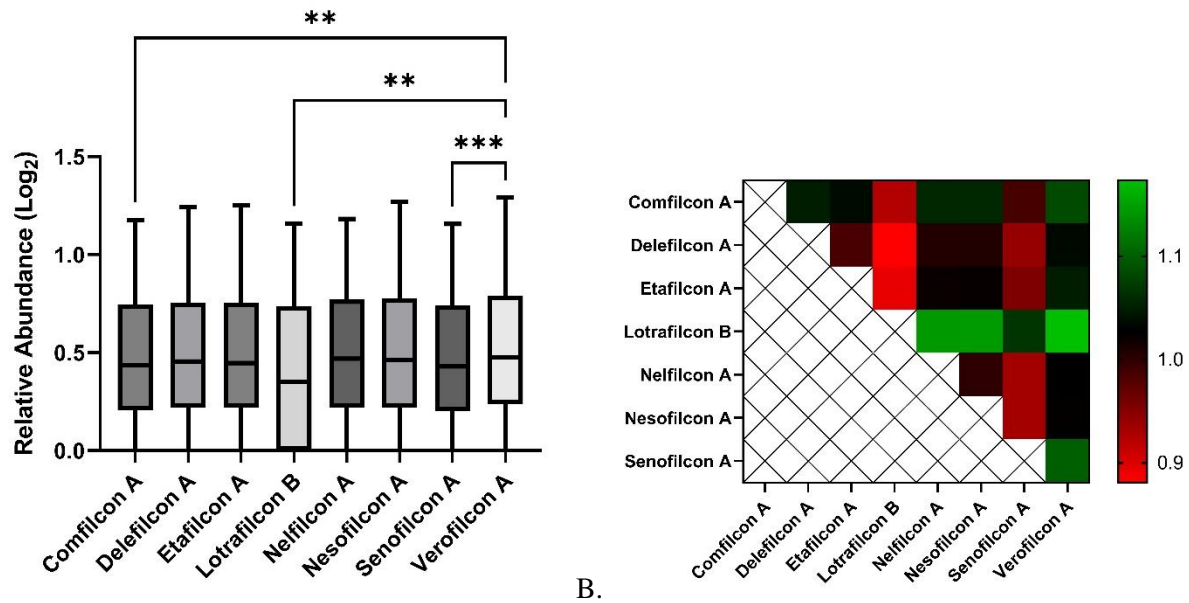 **
**
***
Relative Abundance (Log₂)
1.5
1.0
0.5
0.0
Comfilcon A
Delefilcon A
Etafilcon A
Lotrafilcon B
Nelfilcon A
Nesofilcon A
Senofilcon A
Verofilcon A
B.
Comfilcon A
Delefilcon A
Etafilcon A
Lotrafilcon B
Nelfilcon A
Nesofilcon A
Senofilcon A
Comfilcon A
Delefilcon A
Etafilcon A
Lotrafilcon B
Nelfilcon A
Nesofilcon A
Senofilcon A
Verofilcon A
1.1
1.0
0.9